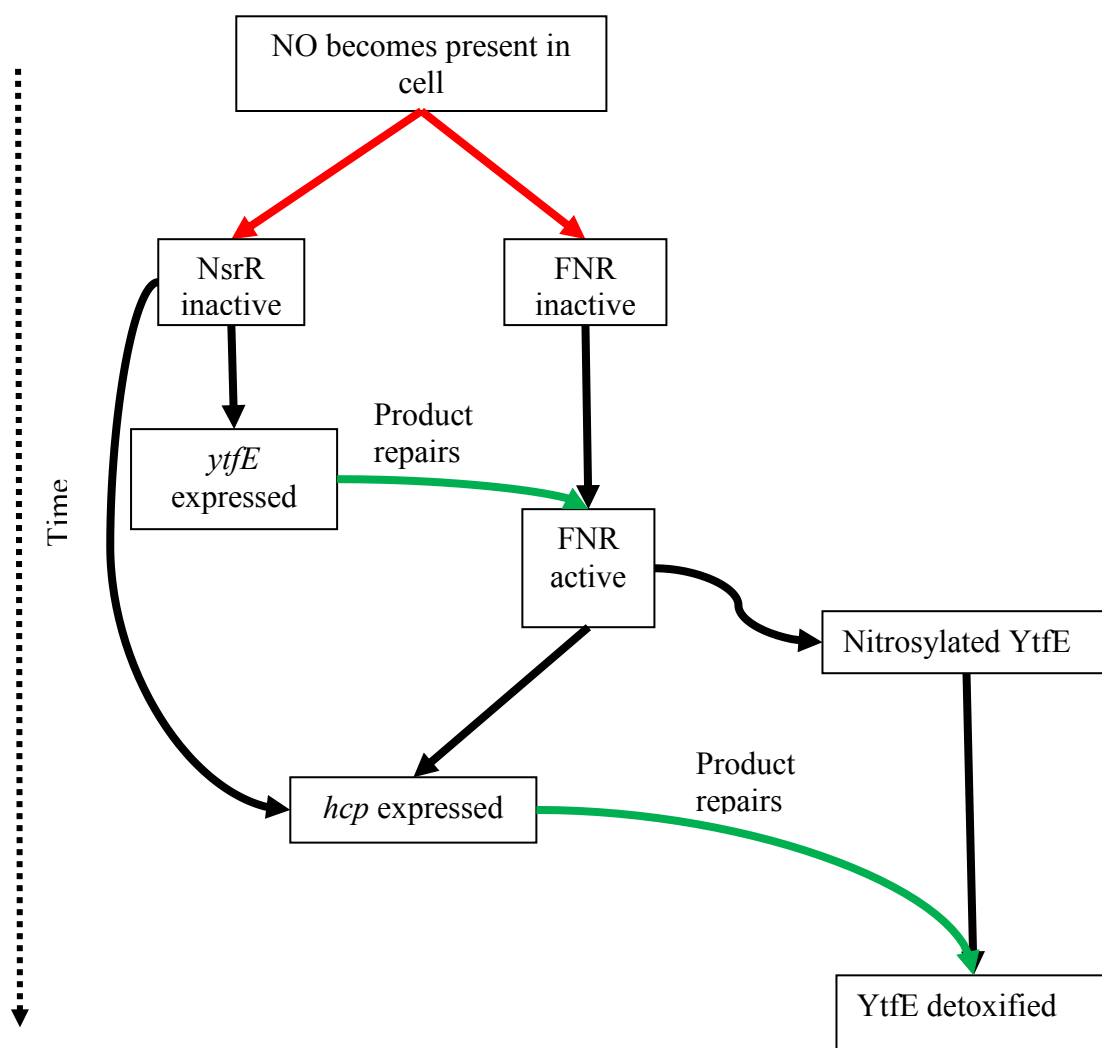 NO becomes present in
cell
NsrR
inactive
FNR
inactive
Product
repairs
ytfE
expressed
Time
FNR
active
Nitrosylated YtfE
Product
repairs
hcp expressed
YtfE detoxified